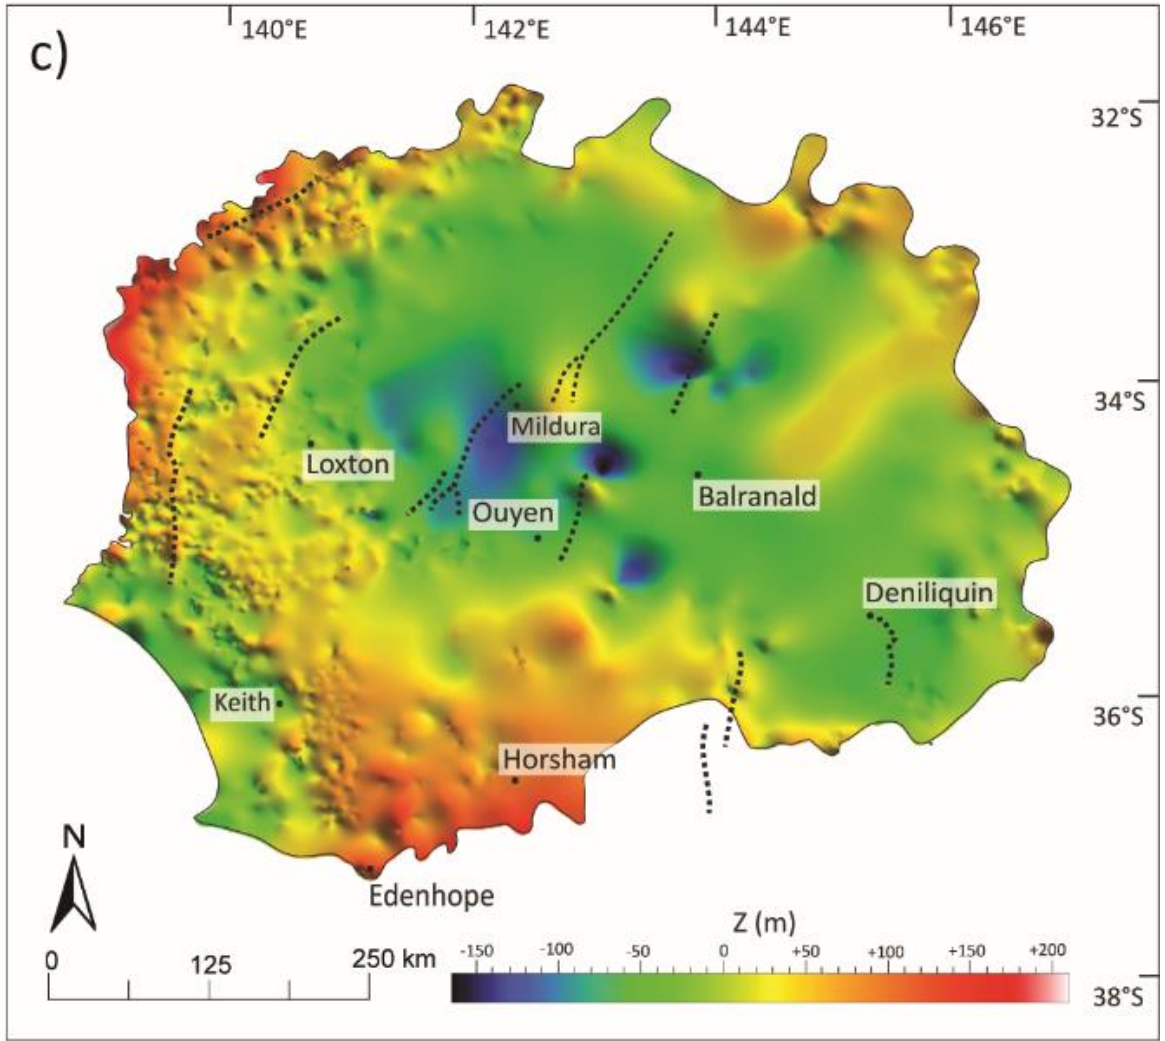 140°E 142°E 144°E 146°E
c)
32°S
34°S
Mildura
Loxton
Balranald
Ouyen
Deniliquin
Keith
36°S
Horsham
N
Edenhope
Z (m)
0 125 250 km
-150 -100 -50 0 +50 +100 +150 +200
38°S